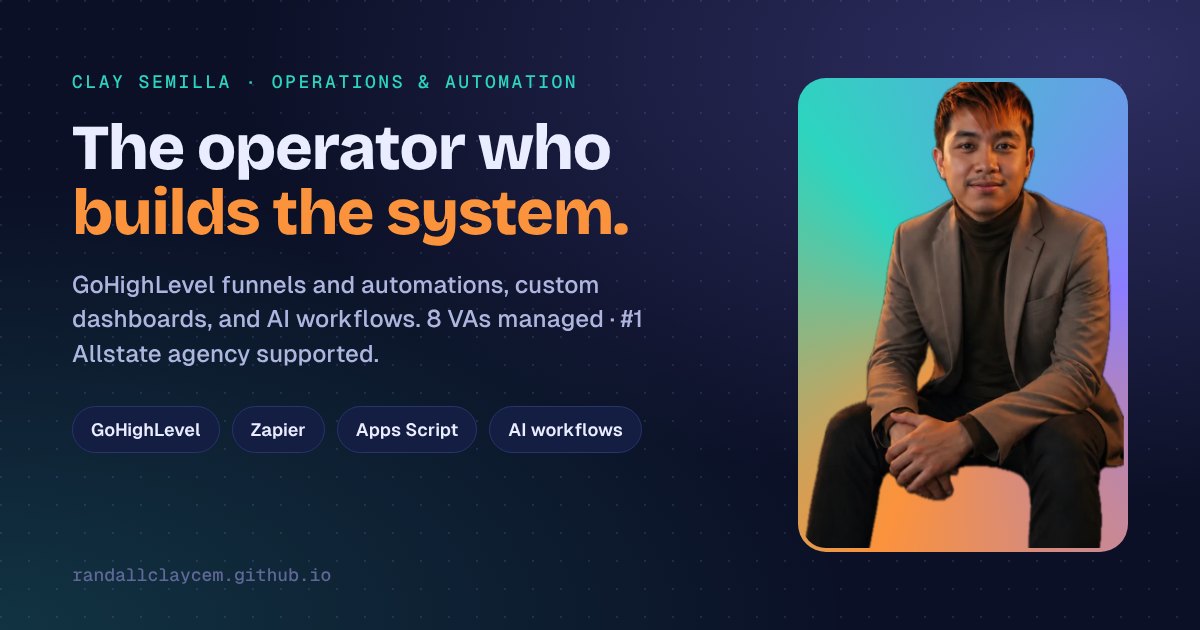 CLAY SEMILLA · OPERATIONS & AUTOMATION
The operator who
builds the system.
GoHighLevel funnels and automations, custom
dashboards, and AI workflows. 8 VAs managed · #1
Allstate agency supported.
GoHighLevel
Zapier
Apps Script
AI workflows
randallclaycem.github.io